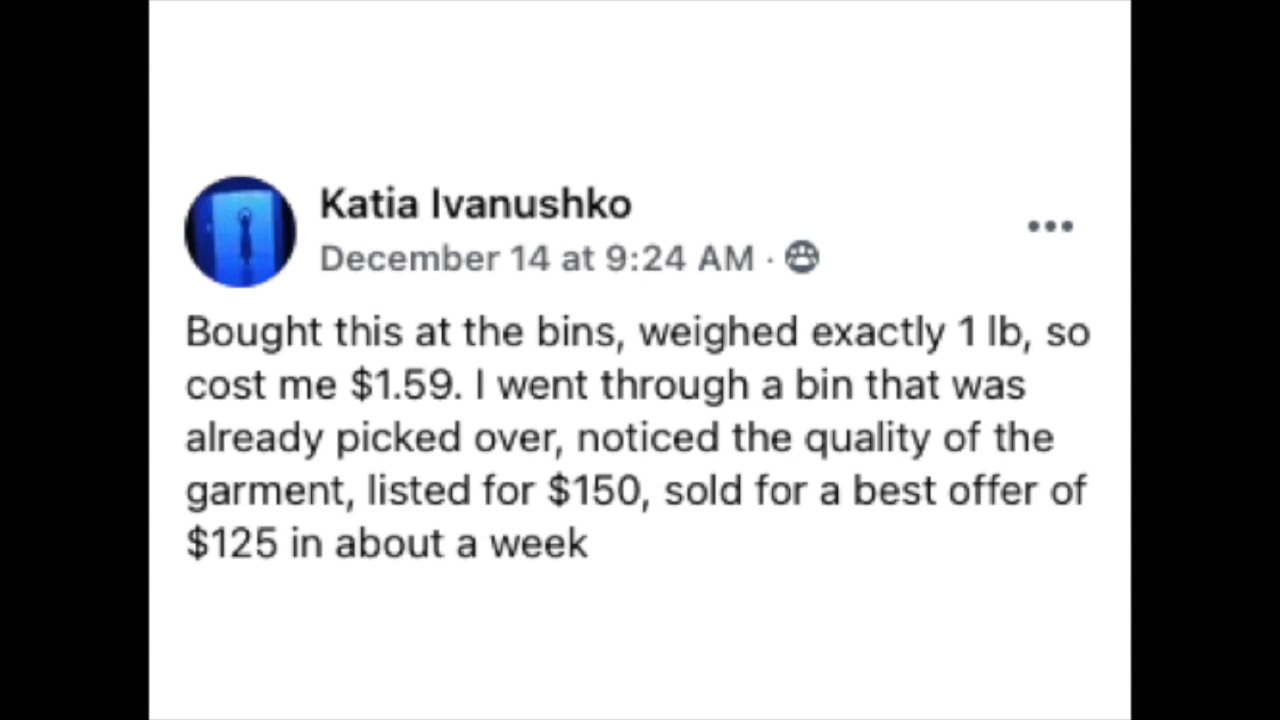 Katia Ivanushko
December 14 at 9:24 AM ·
Bought this at the bins, weighed exactly 1 lb, so
cost me $1.59. I went through a bin that was
already picked over, noticed the quality of the
garment, listed for $150, sold for a best offer of
$125 in about a week